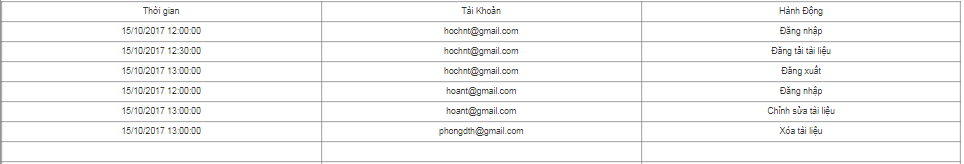 Thời gian Tài Khoản Hành Động
15/10/2017 12:00:00 hochnt@gmail.com Đăng nhập
15/10/2017 12:30:00 hochnt@gmail.com Đăng tải tài liệu
15/10/2017 13:00:00 hochnt@gmail.com Đăng xuất
15/10/2017 12:00:00 hoant@gmail.com Đăng nhập
15/10/2017 13:00:00 hoant@gmail.com Chỉnh sửa tài liệu
15/10/2017 13:00:00 phongdth@gmail.com Xóa tài liệu